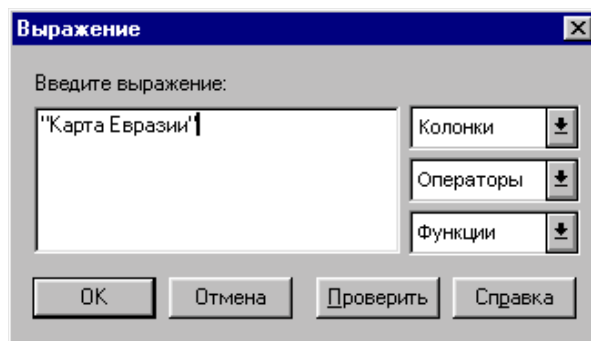 Выражение
Введите выражение:
"Карта Евразии"
Колонки
Операторы
Функции
OK
Отмена
Проверить
Справка